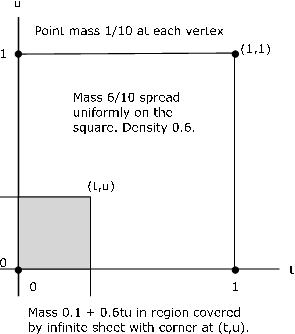 u
Point mass 1/10 at each vertex
1
(1,1)
Mass 6/10 spread
uniformly on the
square. Density 0.6.
(t,u)
0
t
0
1
Mass 0.1 + 0.6tu in region covered
by infinite sheet with corner at (t,u).